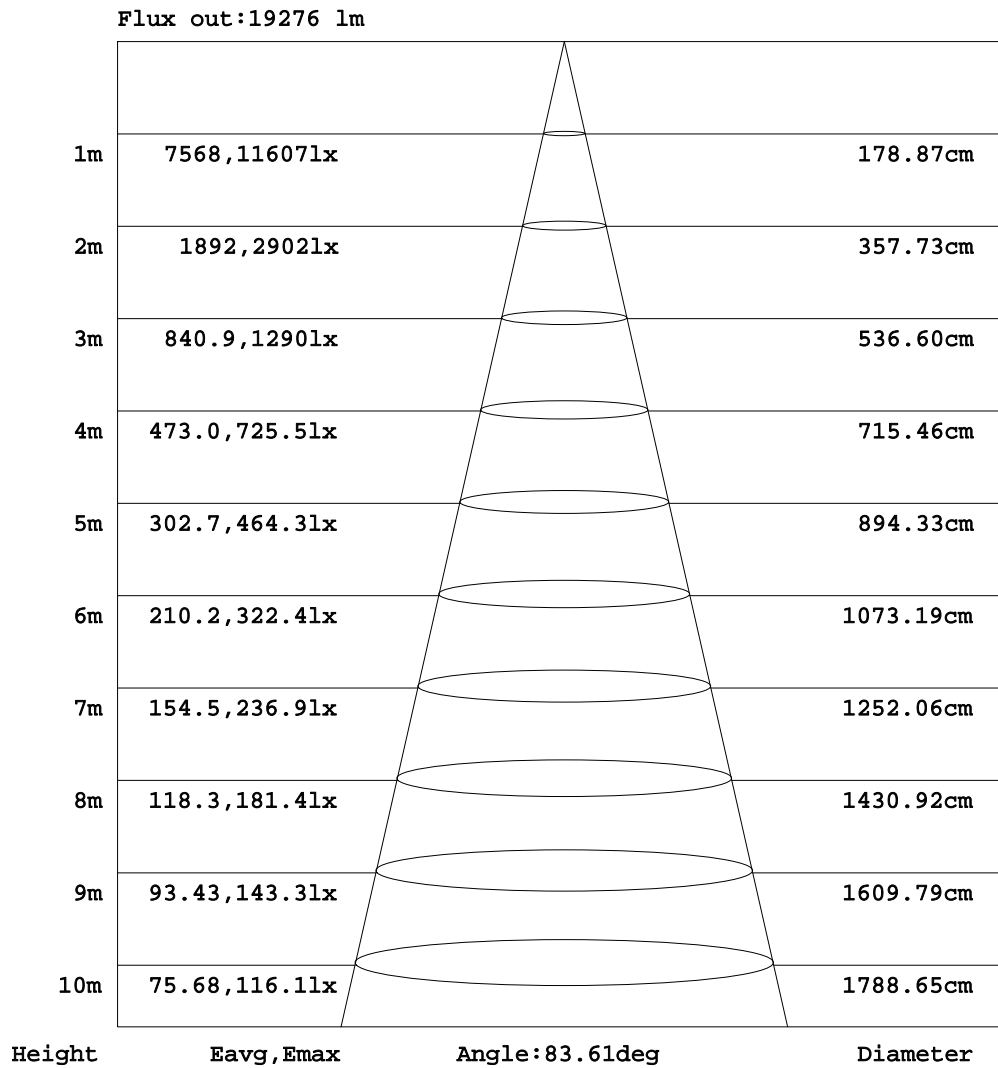 Flux out:19276 lm
1m 7568,11607lx 178.87cm
2m 1892,2902lx 357.73cm
3m 840.9,1290lx 536.60cm
4m 473.0,725.5lx 715.46cm
5m 302.7,464.3lx 894.33cm
6m 210.2,322.4lx 1073.19cm
7m 154.5,236.9lx 1252.06cm
8m 118.3,181.4lx 1430.92cm
9m 93.43,143.3lx 1609.79cm
10m 75.68,116.1lx 1788.65cm
Height Eavg,Emax Angle:83.61deg Diameter